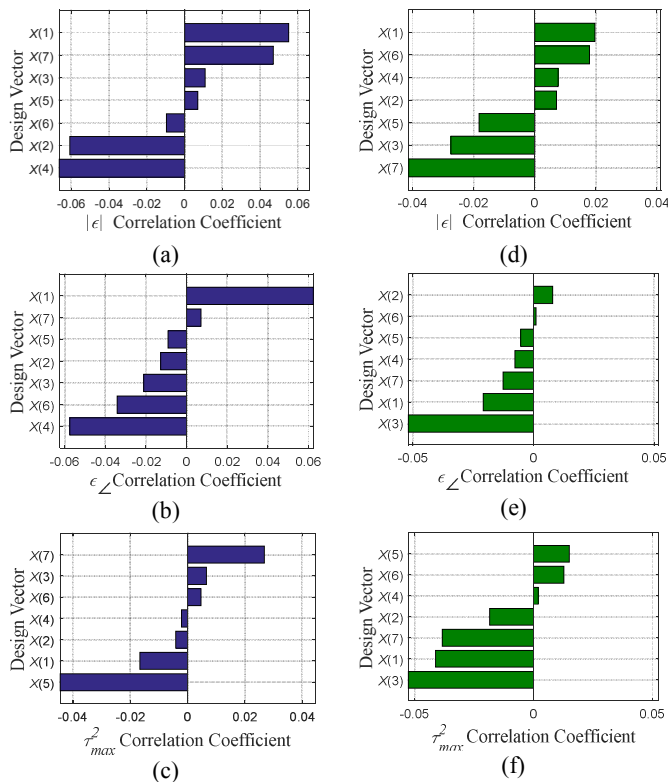 Design Vector
X(1)
X(7)
X(3)
X(5)
X(6)
X(2)
X(4)
-0.06 -0.04 -0.02 0 0.02 0.04 0.06
|ϵ| Correlation Coefficient
(a)
Design Vector
X(1)
X(6)
X(4)
X(2)
X(5)
X(3)
X(7)
-0.04 -0.02 0 0.02 0.04
|ϵ| Correlation Coefficient
(d)
Design Vector
X(1)
X(7)
X(5)
X(2)
X(3)
X(6)
X(4)
-0.06 -0.04 -0.02 0 0.02 0.04 0.06
ϵ∠ Correlation Coefficient
(b)
Design Vector
X(2)
X(6)
X(5)
X(4)
X(7)
X(1)
X(3)
-0.05 0 0.05
ϵ∠ Correlation Coefficient
(e)
Design Vector
X(7)
X(3)
X(6)
X(4)
X(2)
X(1)
X(5)
-0.04 -0.02 0 0.02 0.04
τ²max Correlation Coefficient
(c)
Design Vector
X(5)
X(6)
X(4)
X(2)
X(7)
X(1)
X(3)
-0.05 0 0.05
τ²max Correlation Coefficient
(f)